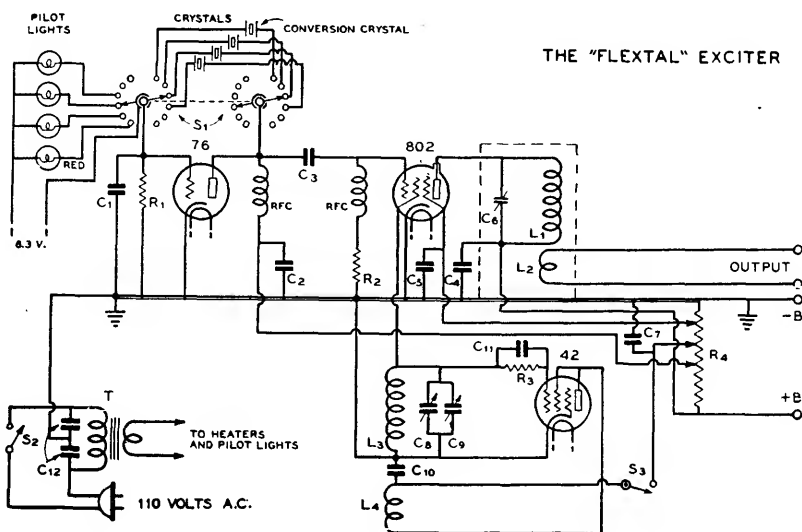 PILOT
LIGHTS
CRYSTALS
CONVERSION CRYSTAL
THE "FLEXTAL" EXCITER
S1
RED
76
802
C3
C1
R1
RFC
RFC
C6
L1
6.3 V.
C2
R2
C5
C4
L2
OUTPUT
-B
C7
R4
C11
42
R3
T
+B
S2
TO HEATERS
AND PILOT LIGHTS
L3
C8
C9
C12
C10
S3
110 VOLTS A.C.
L4